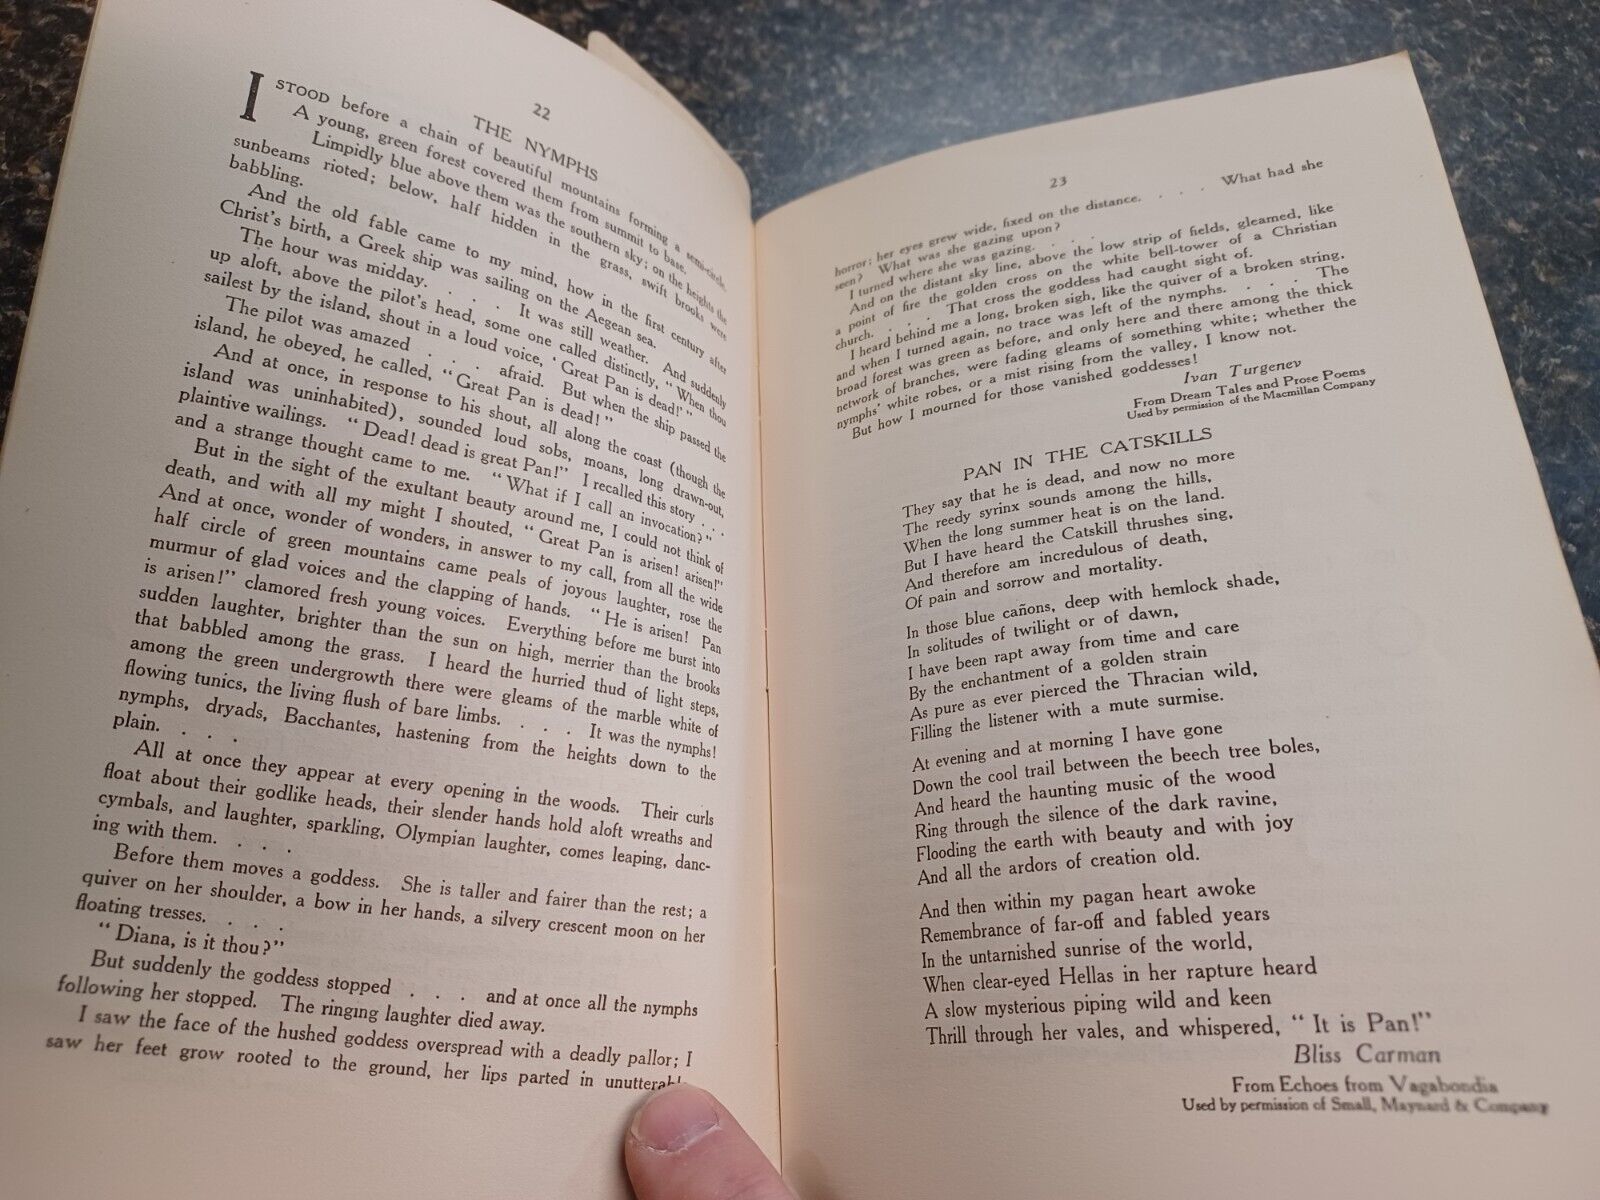 22
THE NYMPHS
I STOOD before a chain of beautiful mountains forming a semi-circle.
A young, green forest covered them from summit to base.
Limpidly blue above them was the southern sky; on the heights the
sunbeams rioted; below, half hidden in the grass, swift brooks were
babbling.
And the old fable came to my mind, how in the first century after
Christ's birth, a Greek ship was sailing on the Aegean sea.
The hour was midday. . . . It was still weather. And suddenly
up aloft, above the pilot's head, some one called distinctly, "When thou
sailest by the island, shout in a loud voice, 'Great Pan is dead!'"
The pilot was amazed . . . afraid. But when the ship passed the
island, he obeyed, he called, "Great Pan is dead!"
And at once, in response to his shout, all along the coast (though the
island was uninhabited), sounded loud sobs, moans, long drawn-out,
plaintive wailings. "Dead! dead is great Pan!" I recalled this story . . .
and a strange thought came to me. "What if I call an invocation?"
But in the sight of the exultant beauty around me, I could not think of
death, and with all my might I shouted, "Great Pan is arisen! arisen!"
And at once, wonder of wonders, in answer to my call, from all the wide
half circle of green mountains came peals of joyous laughter, rose the
murmur of glad voices and the clapping of hands. "He is arisen! Pan
is arisen!" clamored fresh young voices. Everything before me burst into
sudden laughter, brighter than the sun on high, merrier than the brooks
that babbled among the grass. I heard the hurried thud of light steps,
among the green undergrowth there were gleams of the marble white of
flowing tunics, the living flush of bare limbs. . . . It was the nymphs!
nymphs, dryads, Bacchantes, hastening from the heights down to the
plain. . . .
All at once they appear at every opening in the woods. Their curls
float about their godlike heads, their slender hands hold aloft wreaths and
cymbals, and laughter, sparkling, Olympian laughter, comes leaping, danc-
ing with them. . . .
Before them moves a goddess. She is taller and fairer than the rest; a
quiver on her shoulder, a bow in her hands, a silvery crescent moon on her
floating tresses. . . .
"Diana, is it thou?"
But suddenly the goddess stopped . . . and at once all the nymphs
following her stopped. The ringing laughter died away.
I saw the face of the hushed goddess overspread with a deadly pallor; I
saw her feet grow rooted to the ground, her lips parted in unutterable
23
horror; her eyes grew wide, fixed on the distance. . . . What had she
seen? What was she gazing upon?
I turned where she was gazing. . . .
And on the distant sky line, above the low strip of fields, gleamed, like
a point of fire the golden cross on the white bell-tower of a Christian
church. . . . That cross the goddess had caught sight of.
I heard behind me a long, broken sigh, like the quiver of a broken string,
and when I turned again, no trace was left of the nymphs. . . . The
broad forest was green as before, and only here and there among the thick
network of branches, were fading gleams of something white; whether the
nymphs' white robes, or a mist rising from the valley, I know not.
But how I mourned for those vanished goddesses!
Ivan Turgenev
From Dream Tales and Prose Poems
Used by permission of the Macmillan Company
PAN IN THE CATSKILLS
They say that he is dead, and now no more
The reedy syrinx sounds among the hills,
When the long summer heat is on the land.
But I have heard the Catskill thrushes sing,
And therefore am incredulous of death,
Of pain and sorrow and mortality.
In those blue cañons, deep with hemlock shade,
In solitudes of twilight or of dawn,
I have been rapt away from time and care
By the enchantment of a golden strain
As pure as ever pierced the Thracian wild,
Filling the listener with a mute surmise.
At evening and at morning I have gone
Down the cool trail between the beech tree boles,
And heard the haunting music of the wood
Ring through the silence of the dark ravine,
Flooding the earth with beauty and with joy
And all the ardors of creation old.
And then within my pagan heart awoke
Remembrance of far-off and fabled years
In the untarnished sunrise of the world,
When clear-eyed Hellas in her rapture heard
A slow mysterious piping wild and keen
Thrill through her vales, and whispered, "It is Pan!"
Bliss Carman
From Echoes from Vagabondia
Used by permission of Small, Maynard & Company